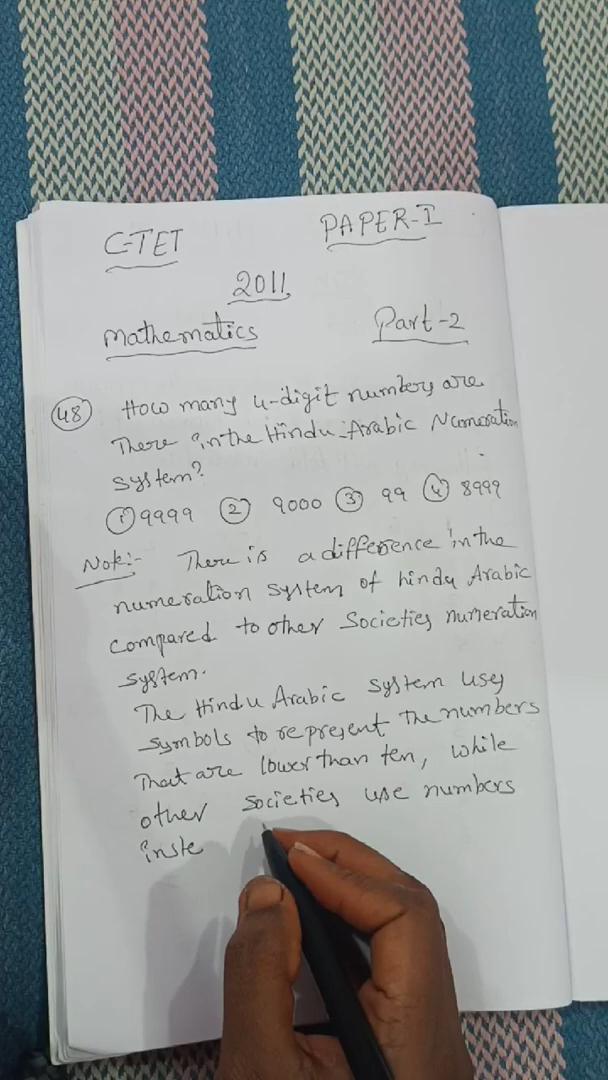 C-TET PAPER-I
2011
Mathematics Part-2
48 How many 4-digit numbers are
There in the Hindu-Arabic Numeration
system?
① 9999 ② 9000 ③ 99 ④ 8999
Note:- There is a difference in the
numeration system of hindu Arabic
compared to other Societies numeration
system.
The Hindu Arabic system uses
symbols to represent the numbers
That are lower than ten, while
other societies use numbers
inste